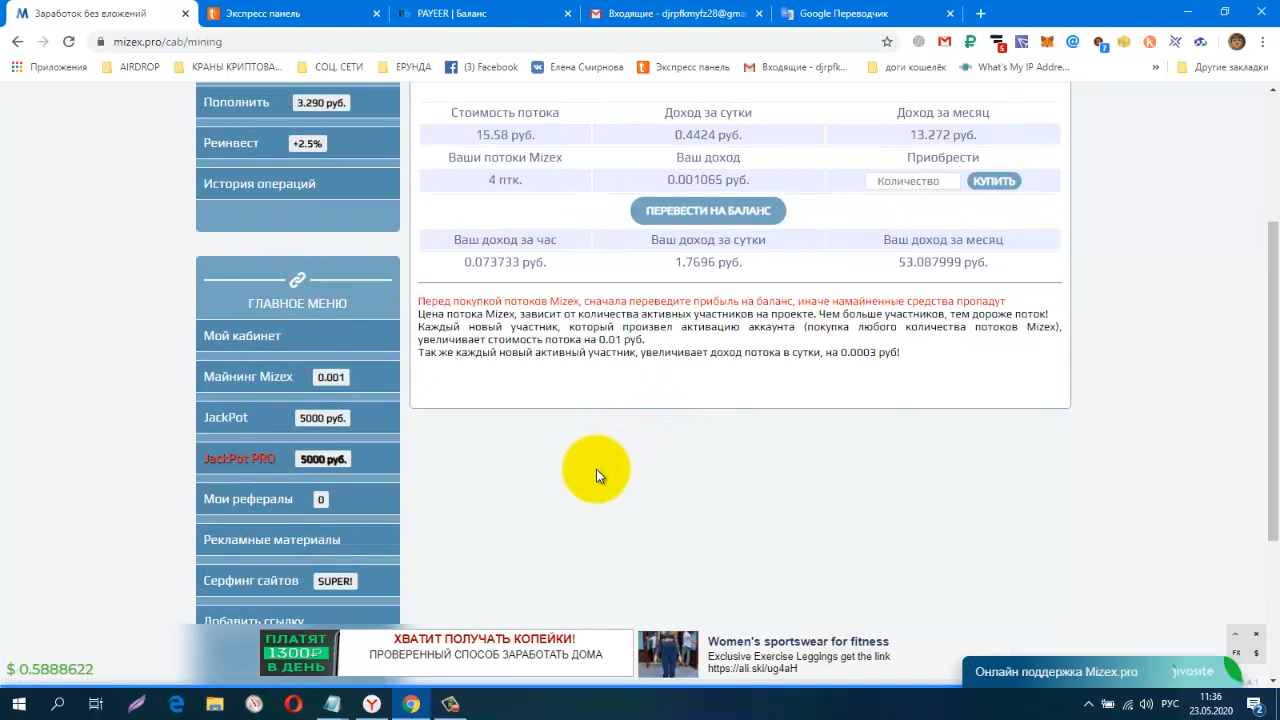 Заработок без вложений
Экспресс панель
PAYEER | Баланс
Входящие - djrpfkmyfz28@gma
Google Переводчик
mizex.pro/cab/mining
Приложения
AIRDROP
КРАНЫ КРИПТОВА...
СОЦ. СЕТИ
ЕРУНДА
(3) Facebook
Елена Смирнова
Экспресс панель
Входящие - djrpfk...
доги кошелёк
What's My IP Addre...
»
Другие закладки
Пополнить 3.290 руб.
Реинвест +2.5%
История операций
ГЛАВНОЕ МЕНЮ
Мой кабинет
Майнинг Mizex 0.001
JackPot 5000 руб.
JackPot PRO 5000 руб.
Мои рефералы 0
Рекламные материалы
Серфинг сайтов SUPER!
Добавить ссылку
Стоимость потока Доход за сутки Доход за месяц
15.58 руб. 0.4424 руб. 13.272 руб.
Ваши потоки Mizex Ваш доход Приобрести
4 птк. 0.001065 руб. Количество КУПИТЬ
ПЕРЕВЕСТИ НА БАЛАНС
Ваш доход за час Ваш доход за сутки Ваш доход за месяц
0.073733 руб. 1.7696 руб. 53.087999 руб.
Перед покупкой потоков Mizex, сначала переведите прибыль на баланс, иначе намайненные средства пропадут
Цена потока Mizex, зависит от количества активных участников на проекте. Чем больше участников, тем дороже поток!
Каждый новый участник, который произвел активацию аккаунта (покупка любого количества потоков Mizex),
увеличивает стоимость потока на 0.01 руб.
Так же каждый новый активный участник, увеличивает доход потока в сутки, на 0.0003 руб!
$ 0.5888622
ПЛАТЯТ
1300₽
В ДЕНЬ
ХВАТИТ ПОЛУЧАТЬ КОПЕЙКИ!
ПРОВЕРЕННЫЙ СПОСОБ ЗАРАБОТАТЬ ДОМА
Women's sportswear for fitness
Exclusive Exercise Leggings get the link
https://ali.ski/ug4aH
FX $
Онлайн поддержка Mizex.pro jivosite
РУС
11:36
23.05.2020